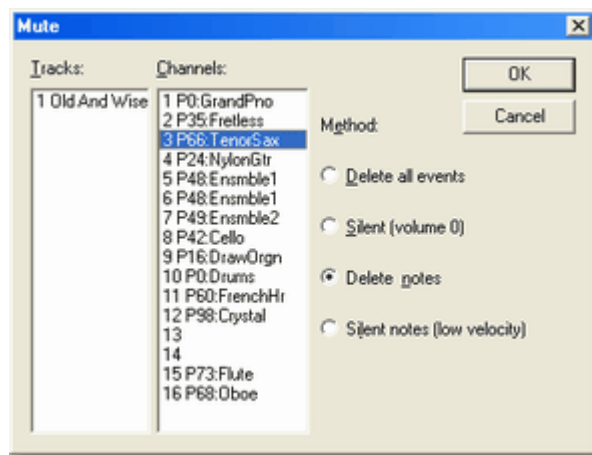 Mute
Tracks:
Channels:
OK
Cancel
1 Old And Wise
1 P0:GrandPno
2 P35:Fretless
3 P66:TenorSax
4 P24:NylonGtr
5 P48:Ensmble1
6 P48:Ensmble1
7 P49:Ensmble2
8 P42:Cello
9 P16:DrawOrgn
10 P0:Drums
11 P60:FrenchHr
12 P98:Crystal
13
14
15 P73:Flute
16 P68:Oboe
Method:
Delete all events
Silent (volume 0)
Delete notes
Silent notes (low velocity)